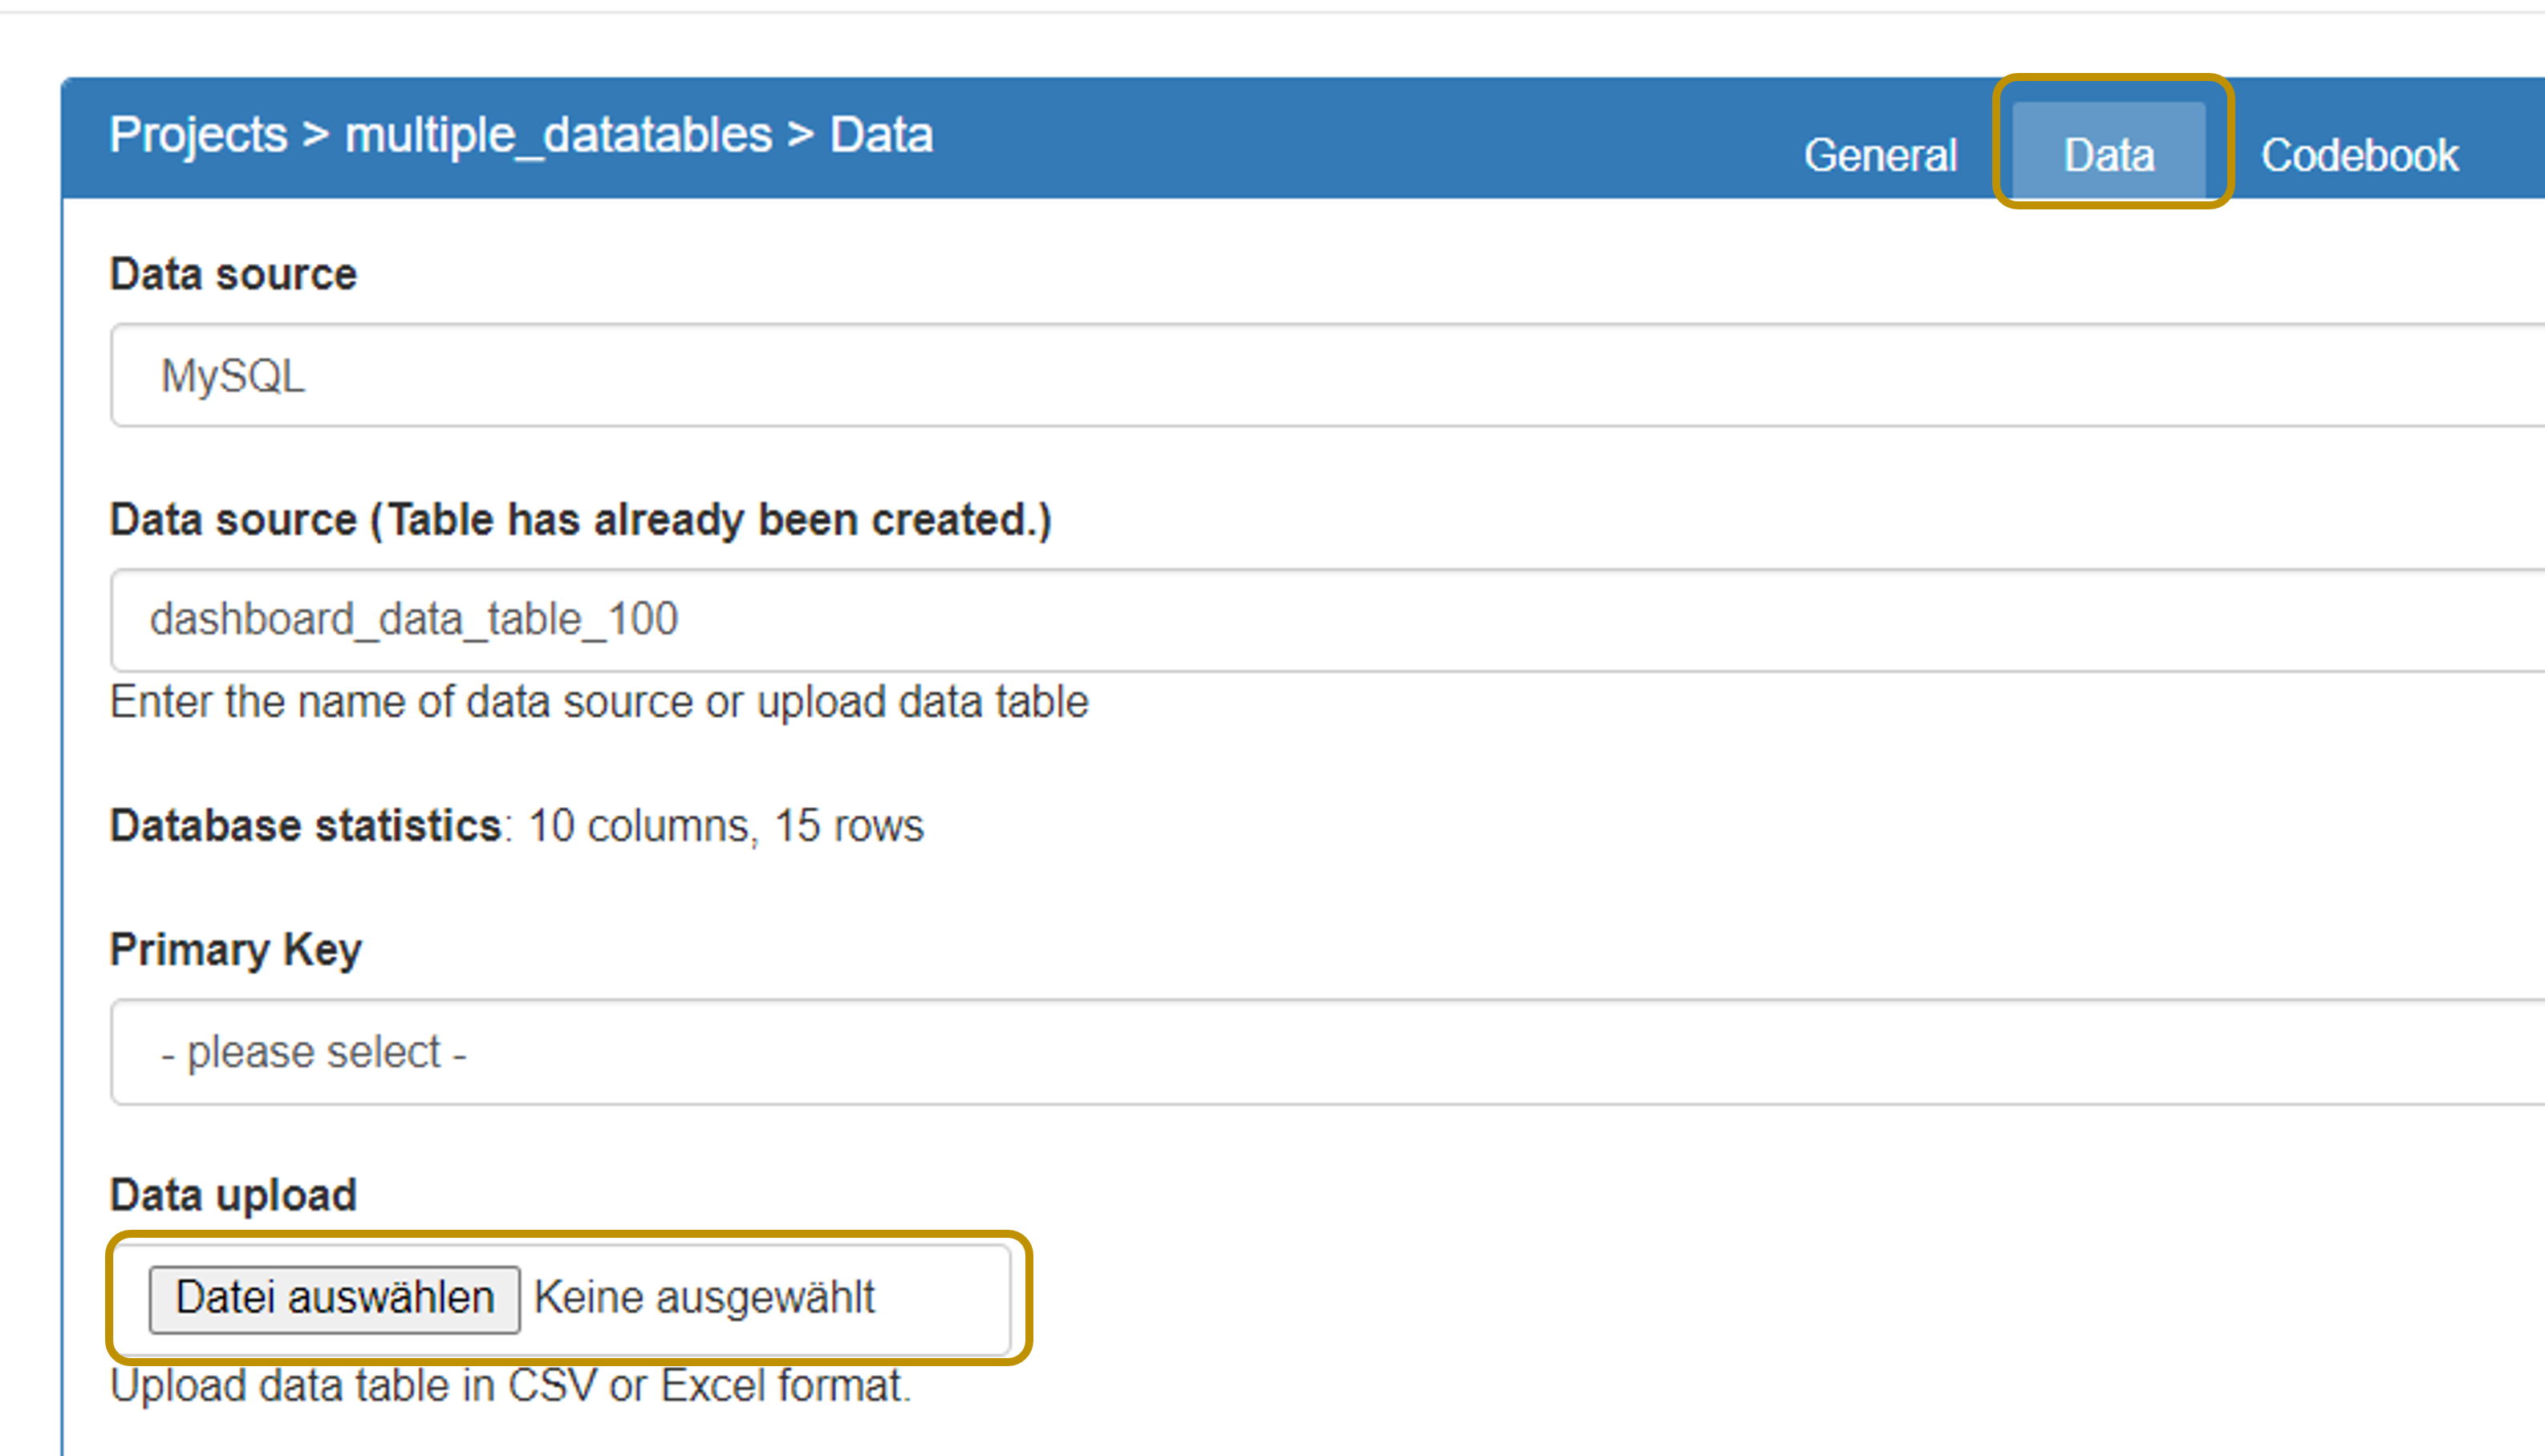 Projects > multiple_datatables > Data
General Data Codebook
Data source
MySQL
Data source (Table has already been created.)
dashboard_data_table_100
Enter the name of data source or upload data table
Database statistics: 10 columns, 15 rows
Primary Key
- please select -
Data upload
Datei auswählen Keine ausgewählt
Upload data table in CSV or Excel format.